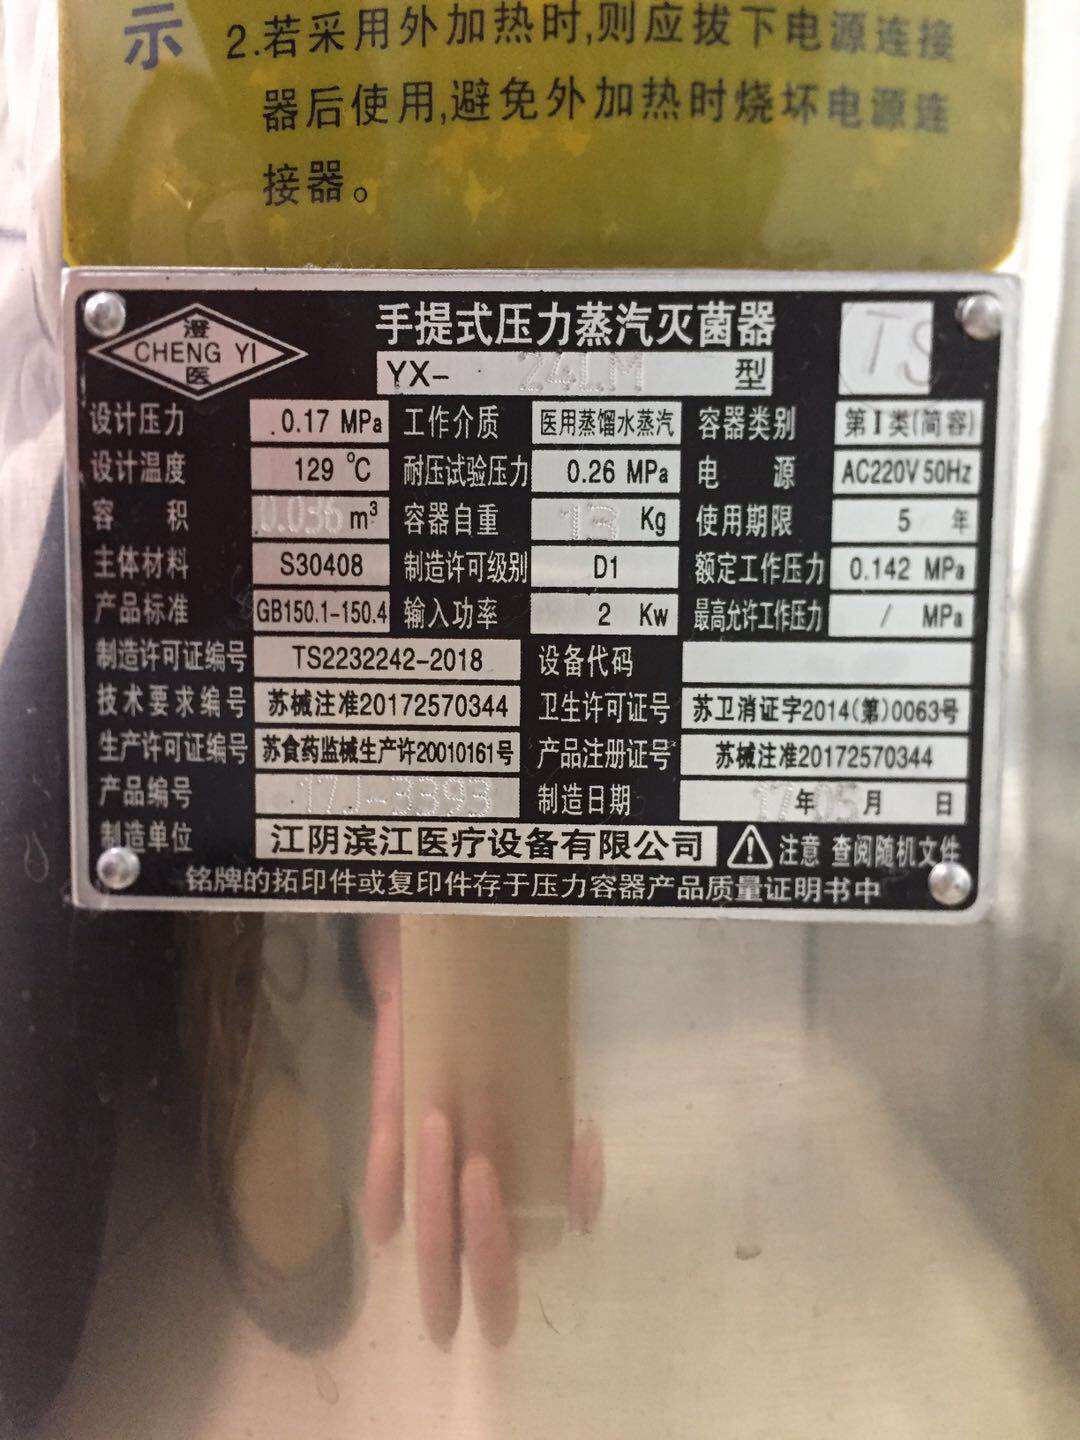 示
2.若采用外加热时,则应拔下电源连接
器后使用,避免外加热时烧坏电源连
接器。
澄
CHENG YI
医
手提式压力蒸汽灭菌器
YX- 24LM 型
TS
设计压力 0.17 MPa 工作介质 医用蒸馏水蒸汽 容器类别 第Ⅰ类(简容)
设计温度 129 ℃ 耐压试验压力 0.26 MPa 电 源 AC220V 50Hz
容 积 0.036 m³ 容器自重 13 Kg 使用期限 5 年
主体材料 S30408 制造许可级别 D1 额定工作压力 0.142 MPa
产品标准 GB150.1-150.4 输入功率 2 Kw 最高允许工作压力 / MPa
制造许可证编号 TS2232242-2018 设备代码
技术要求编号 苏械注准20172570344 卫生许可证号 苏卫消证字2014(第)0063号
生产许可证编号 苏食药监械生产许20010161号 产品注册证号 苏械注准20172570344
产品编号 17J-3393 制造日期 17年05月 日
制造单位 江阴滨江医疗设备有限公司 注意 查阅随机文件
铭牌的拓印件或复印件存于压力容器产品质量证明书中